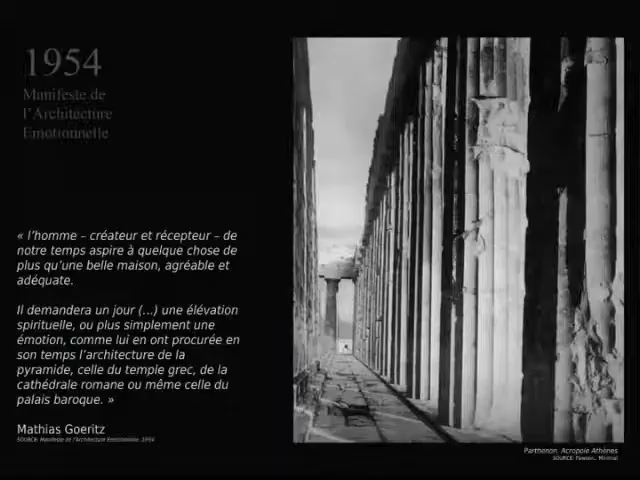 1954
Manifeste de
l'Architecture
Emotionnelle
« l'homme – créateur et récepteur – de
notre temps aspire à quelque chose de
plus qu'une belle maison, agréable et
adéquate.
Il demandera un jour (...) une élévation
spirituelle, ou plus simplement une
émotion, comme lui en ont procurée en
son temps l'architecture de la
pyramide, celle du temple grec, de la
cathédrale romane ou même celle du
palais baroque. »
Mathias Goeritz
SOURCE: Manifeste de l'Architecture Emotionnelle, 1954
Parthenon, Acropole Athènes
SOURCE: Pawson, Minimal